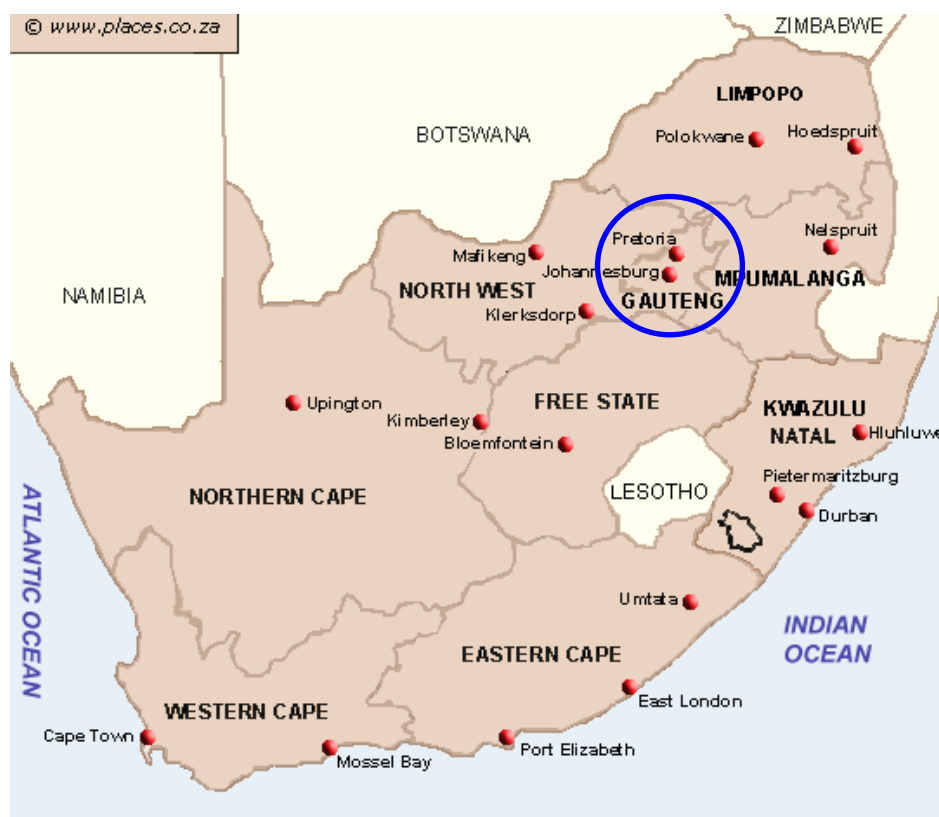 © www.places.co.za
ZIMBABWE
LIMPOPO
BOTSWANA
Polokwane
Hoedspruit
Pretoria
Nelspruit
Mafikeng
Johannesburg
MPUMALANGA
NAMIBIA
NORTH WEST
GAUTENG
Klerksdorp
Upington
FREE STATE
KWAZULU
NATAL
Kimberley
Hluhluwe
Bloemfontein
Pietermaritzburg
NORTHERN CAPE
LESOTHO
Durban
ATLANTIC OCEAN
Umtata
INDIAN
OCEAN
EASTERN CAPE
East London
WESTERN CAPE
Cape Town
Port Elizabeth
Mossel Bay